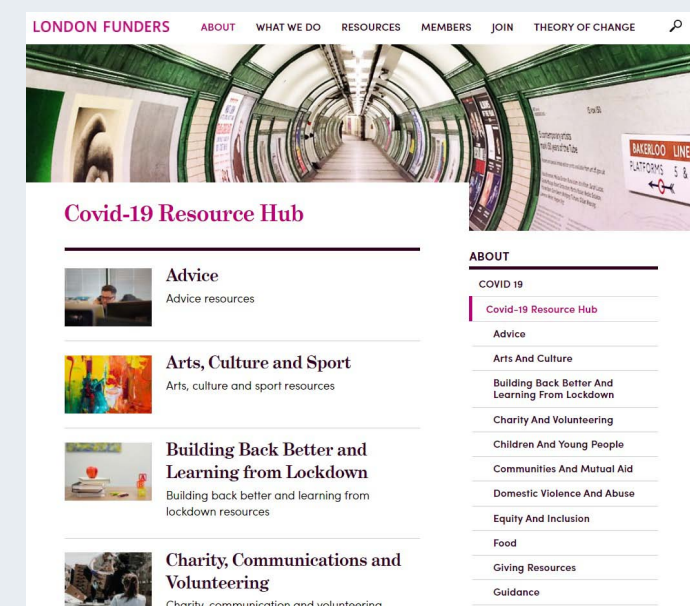 LONDON FUNDERS
ABOUT
WHAT WE DO
RESOURCES
MEMBERS
JOIN
THEORY OF CHANGE
BAKERLOO LINE
PLATFORMS 5 &
Covid-19 Resource Hub
Advice
Advice resources
Arts, Culture and Sport
Arts, culture and sport resources
Building Back Better and
Learning from Lockdown
Building back better and learning from
lockdown resources
Charity, Communications and
Volunteering
Charity, communication and volunteering
ABOUT
COVID 19
Covid-19 Resource Hub
Advice
Arts And Culture
Building Back Better And
Learning From Lockdown
Charity And Volunteering
Children And Young People
Communities And Mutual Aid
Domestic Violence And Abuse
Equity And Inclusion
Food
Giving Resources
Guidance